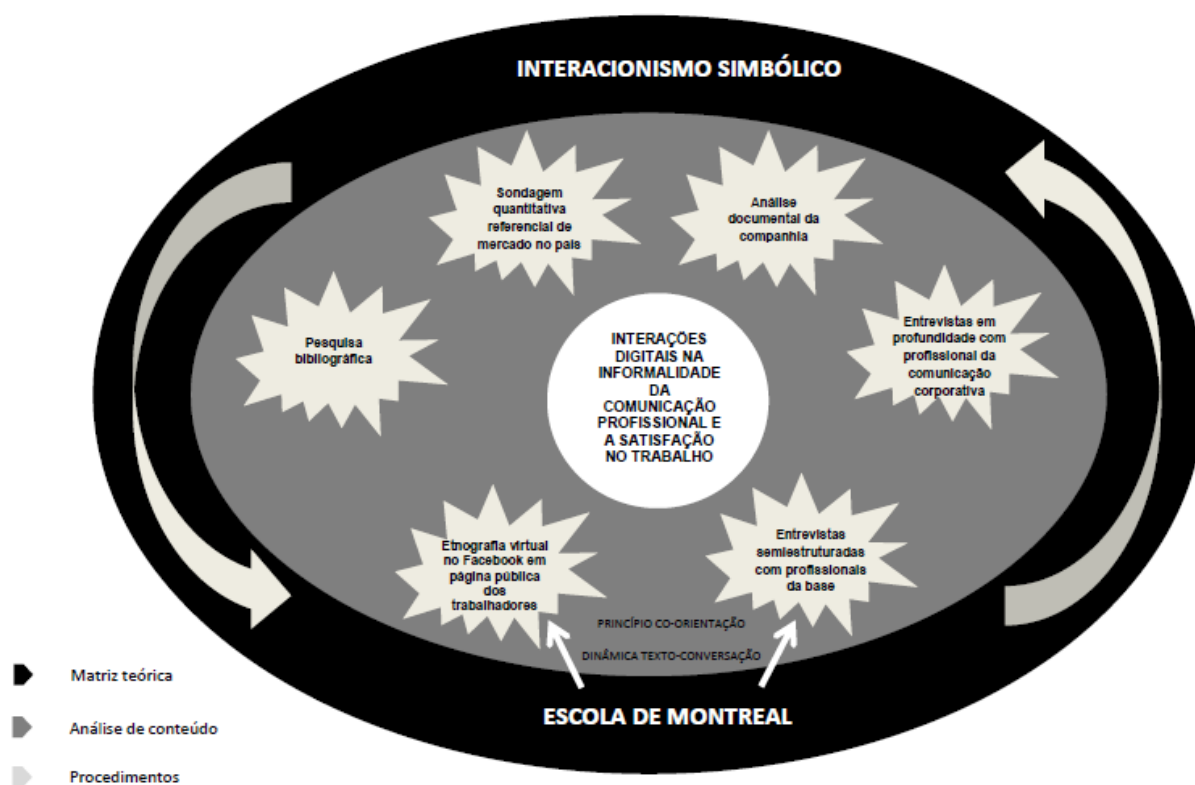 INTERACIONISMO SIMBÓLICO
Sondagem
quantitativa
referencial de
mercado no país
Análise
documental da
companhia
Pesquisa
bibliográfica
INTERAÇÕES
DIGITAIS NA
INFORMALIDADE
DA
COMUNICAÇÃO
PROFISSIONAL E
A SATISFAÇÃO
NO TRABALHO
Entrevistas em
profundidade com
profissional da
comunicação
corporativa
Etnografia virtual
no Facebook em
página pública
dos
trabalhadores
Entrevistas
semiestruturadas
com profissionais
da base
PRINCÍPIO CO-ORIENTAÇÃO
DINÂMICA TEXTO-CONVERSAÇÃO
ESCOLA DE MONTREAL
Matriz teórica
Análise de conteúdo
Procedimentos